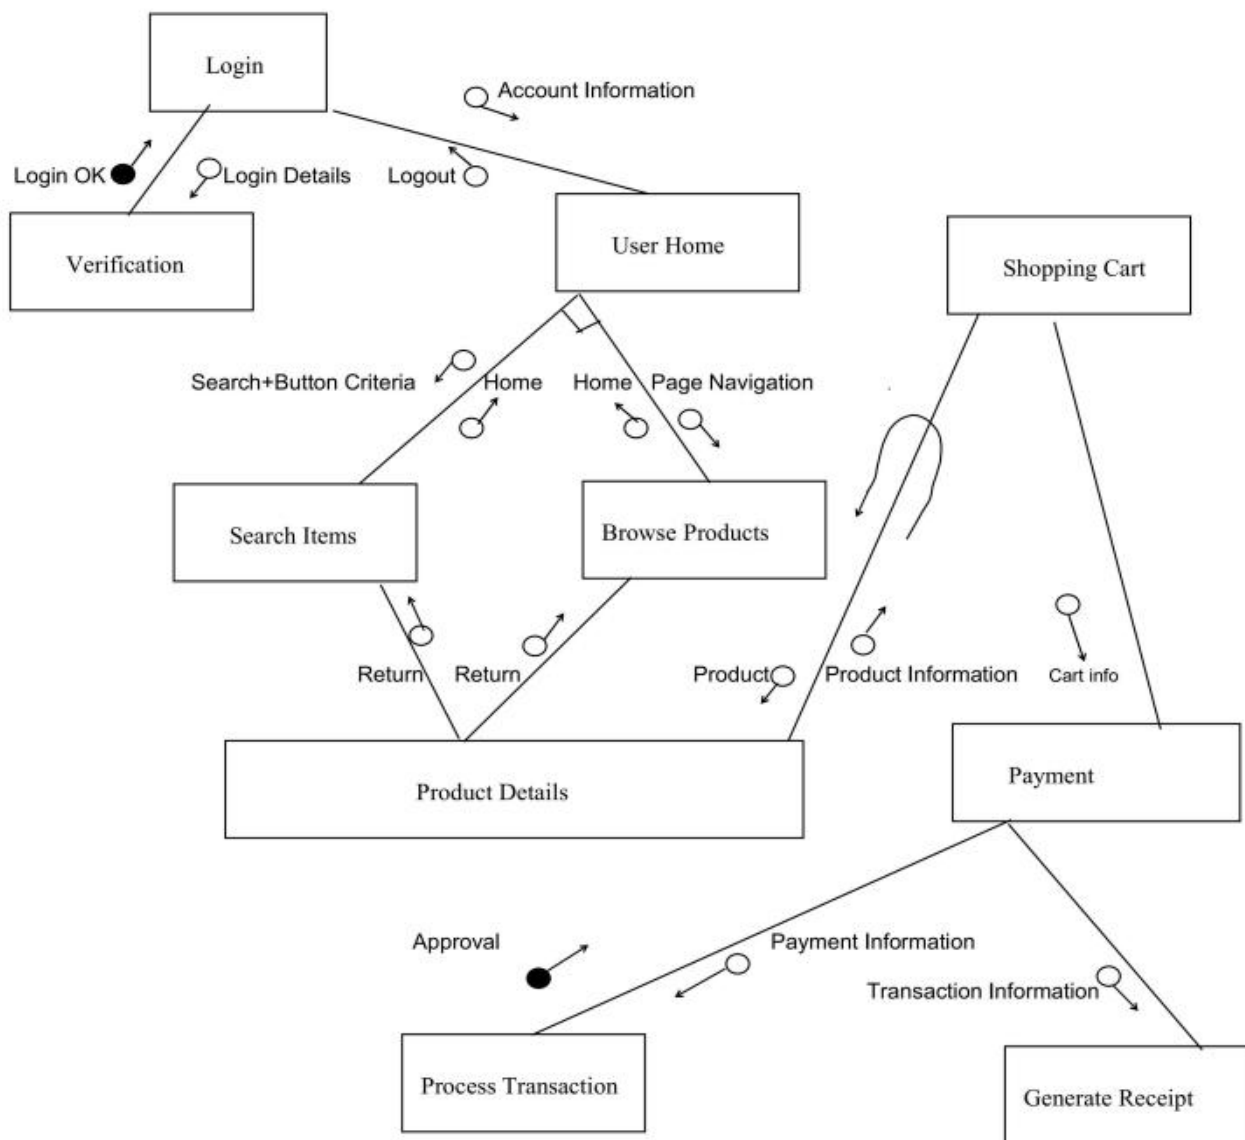 Login
Account Information
Login OK
Login Details
Logout
Verification
User Home
Shopping Cart
Search+Button Criteria
Home
Home
Page Navigation
Search Items
Browse Products
Return
Return
Product
Product Information
Cart info
Product Details
Payment
Approval
Payment Information
Transaction Information
Process Transaction
Generate Receipt